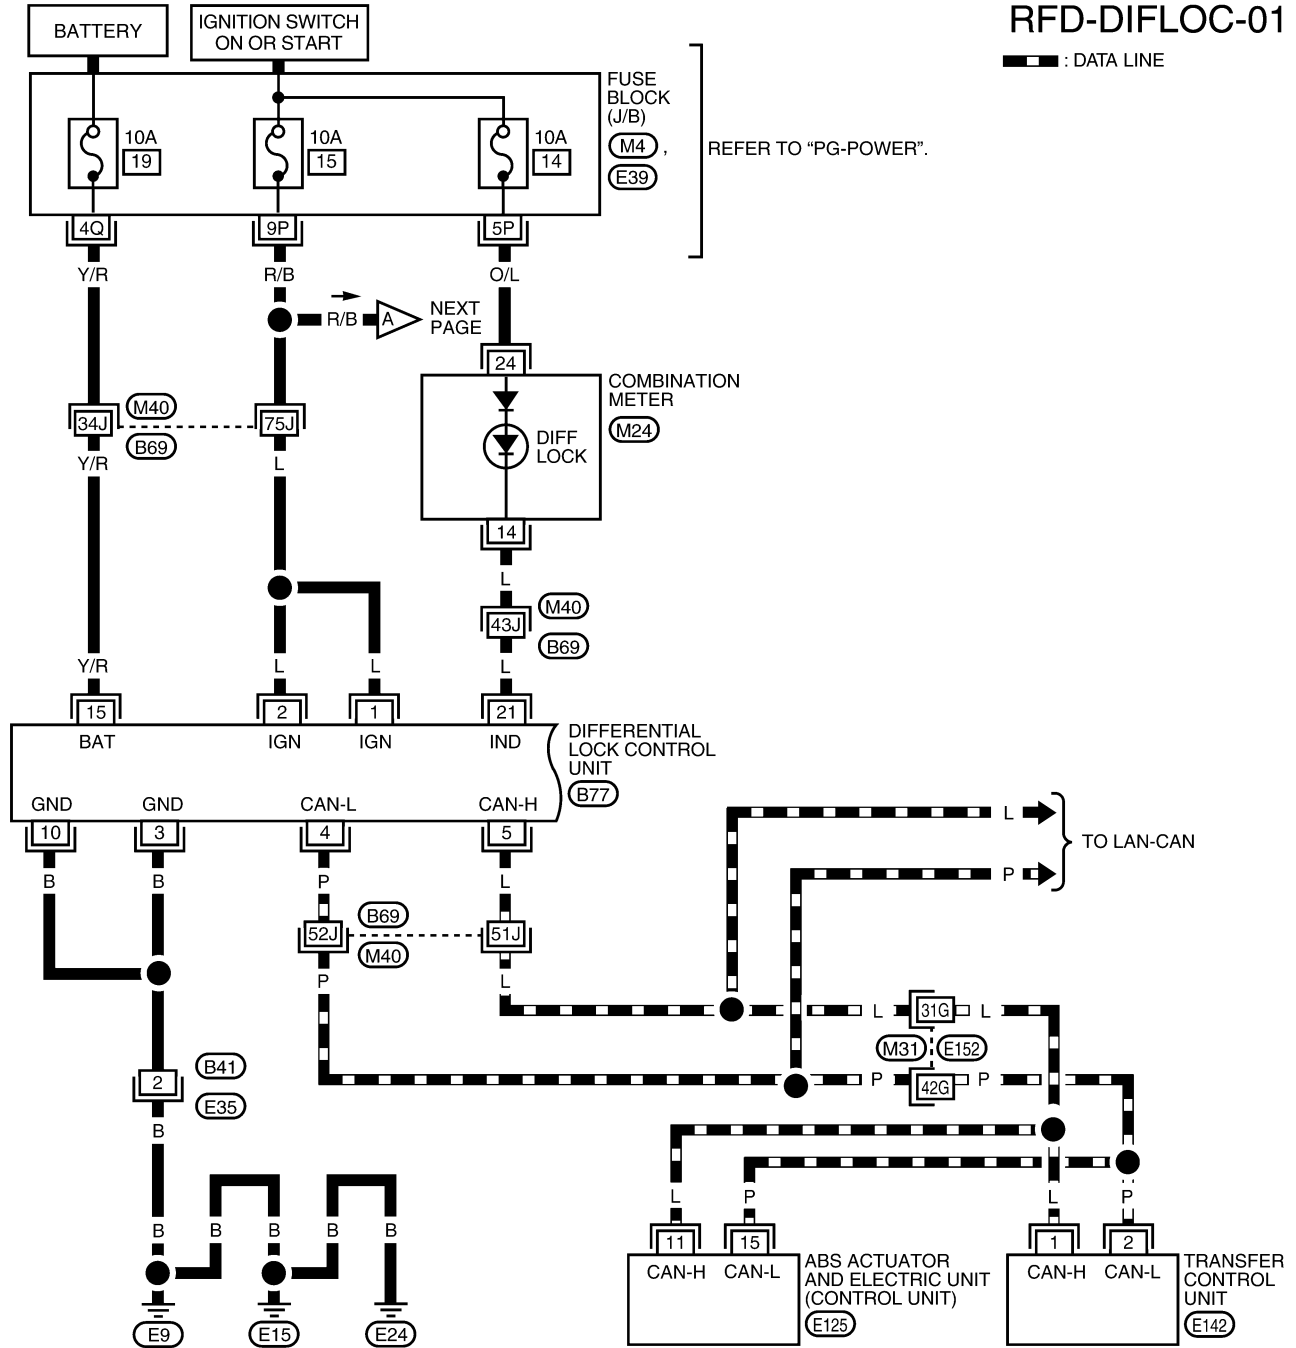 RFD-DIFLOC-01
: DATA LINE
BATTERY
IGNITION SWITCH
ON OR START
FUSE
BLOCK
(J/B)
M4 ,
E39
REFER TO “PG-POWER”.
10A
19
10A
15
10A
14
4Q
9P
5P
Y/R
R/B
O/L
R/B
A
NEXT
PAGE
24
COMBINATION
METER
M24
DIFF
LOCK
34J
M40
B69
75J
Y/R
L
14
L
43J
M40
B69
Y/R
L
L
L
15
2
1
21
BAT
IGN
IGN
IND
DIFFERENTIAL
LOCK CONTROL
UNIT
B77
GND
GND
CAN-L
CAN-H
10
3
4
5
B
B
P
L
L
P
TO LAN-CAN
52J
B69
M40
51J
P
L
L
31G
L
M31
E152
P
42G
P
2
B41
E35
B
B
B
B
B
B
E9
E15
E24
L
P
L
P
11
15
1
2
CAN-H
CAN-L
ABS ACTUATOR
AND ELECTRIC UNIT
(CONTROL UNIT)
E125
CAN-H
CAN-L
TRANSFER
CONTROL
UNIT
E142